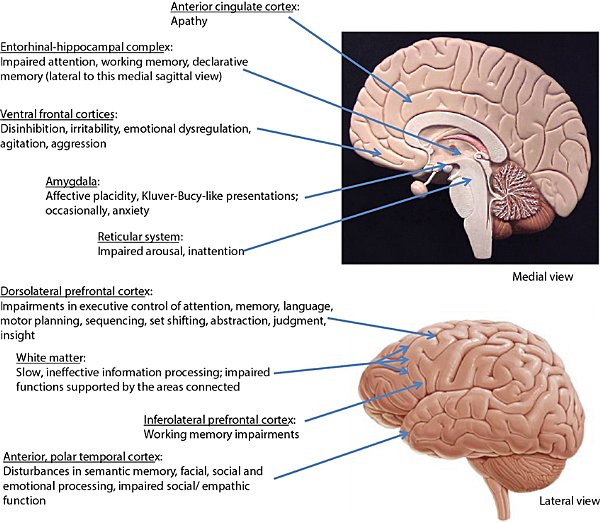 Anterior cingulate cortex:
Apathy
Entorhinal-hippocampal complex:
Impaired attention, working memory, declarative
memory (lateral to this medial sagittal view)
Ventral frontal cortices:
Disinhibition, irritability, emotional dysregulation,
agitation, aggression
Amygdala:
Affective placidity, Kluver-Bucy-like presentations;
occasionally, anxiety
Reticular system:
Impaired arousal, inattention
Medial view
Dorsolateral prefrontal cortex:
Impairments in executive control of attention, memory, language,
motor planning, sequencing, set shifting, abstraction, judgment,
insight
White matter:
Slow, ineffective information processing; impaired
functions supported by the areas connected
Inferolateral prefrontal cortex:
Working memory impairments
Anterior, polar temporal cortex:
Disturbances in semantic memory, facial, social and
emotional processing, impaired social/ empathic
function
Lateral view